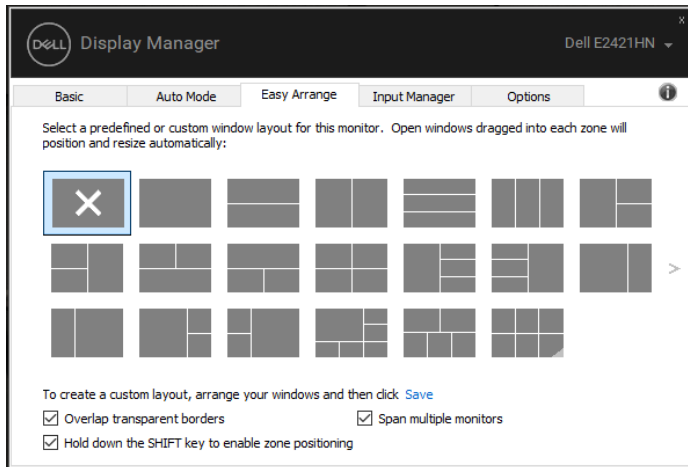 x
DELL Display Manager
Dell E2421HN
Basic Auto Mode Easy Arrange Input Manager Options
Select a predefined or custom window layout for this monitor. Open windows dragged into each zone will
position and resize automatically:
To create a custom layout, arrange your windows and then click Save
Overlap transparent borders
Span multiple monitors
Hold down the SHIFT key to enable zone positioning